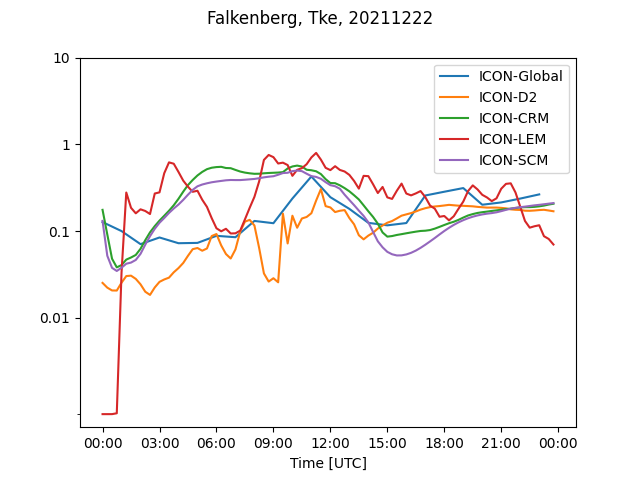 Falkenberg, Tke, 20211222
10
1
0.1
0.01
ICON-Global
ICON-D2
ICON-CRM
ICON-LEM
ICON-SCM
00:00 03:00 06:00 09:00 12:00 15:00 18:00 21:00 00:00
Time [UTC]